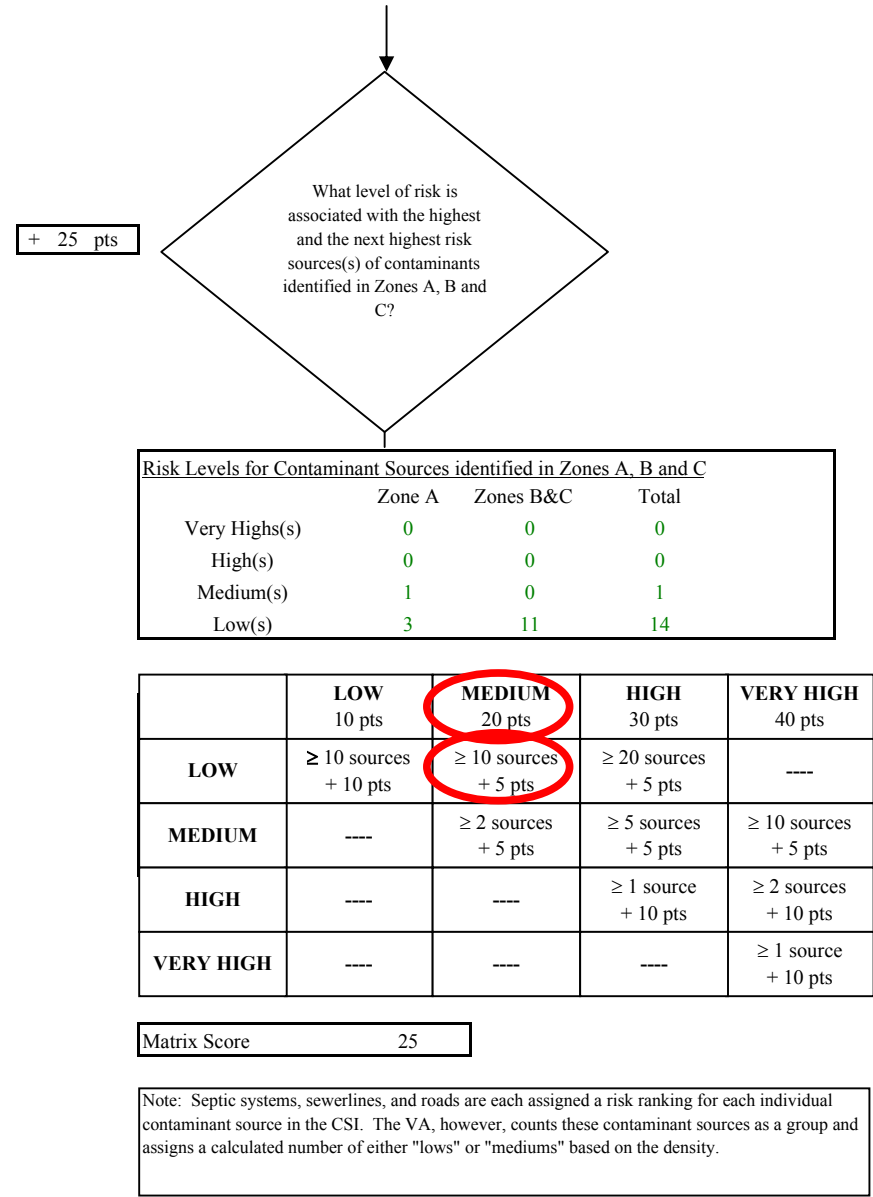 What level of risk is
associated with the highest
and the next highest risk
sources(s) of contaminants
identified in Zones A, B and
C?
+ 25 pts
Risk Levels for Contaminant Sources identified in Zones A, B and C
Zone A Zones B&C Total
Very Highs(s) 0 0 0
High(s) 0 0 0
Medium(s) 1 0 1
Low(s) 3 11 14
LOW MEDIUM HIGH VERY HIGH
10 pts 20 pts 30 pts 40 pts
LOW ≥ 10 sources ≥ 10 sources ≥ 20 sources ----
+ 10 pts + 5 pts + 5 pts
MEDIUM ---- ≥ 2 sources ≥ 5 sources ≥ 10 sources
+ 5 pts + 5 pts + 5 pts
HIGH ---- ---- ≥ 1 source ≥ 2 sources
+ 10 pts + 10 pts
VERY HIGH ---- ---- ---- ≥ 1 source
+ 10 pts
Matrix Score 25
Note: Septic systems, sewerlines, and roads are each assigned a risk ranking for each individual
contaminant source in the CSI. The VA, however, counts these contaminant sources as a group and
assigns a calculated number of either "lows" or "mediums" based on the density.